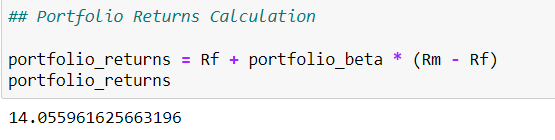 ## Portfolio Returns Calculation
portfolio_returns = Rf + portfolio_beta * (Rm - Rf)
portfolio_returns
14.055961625663196